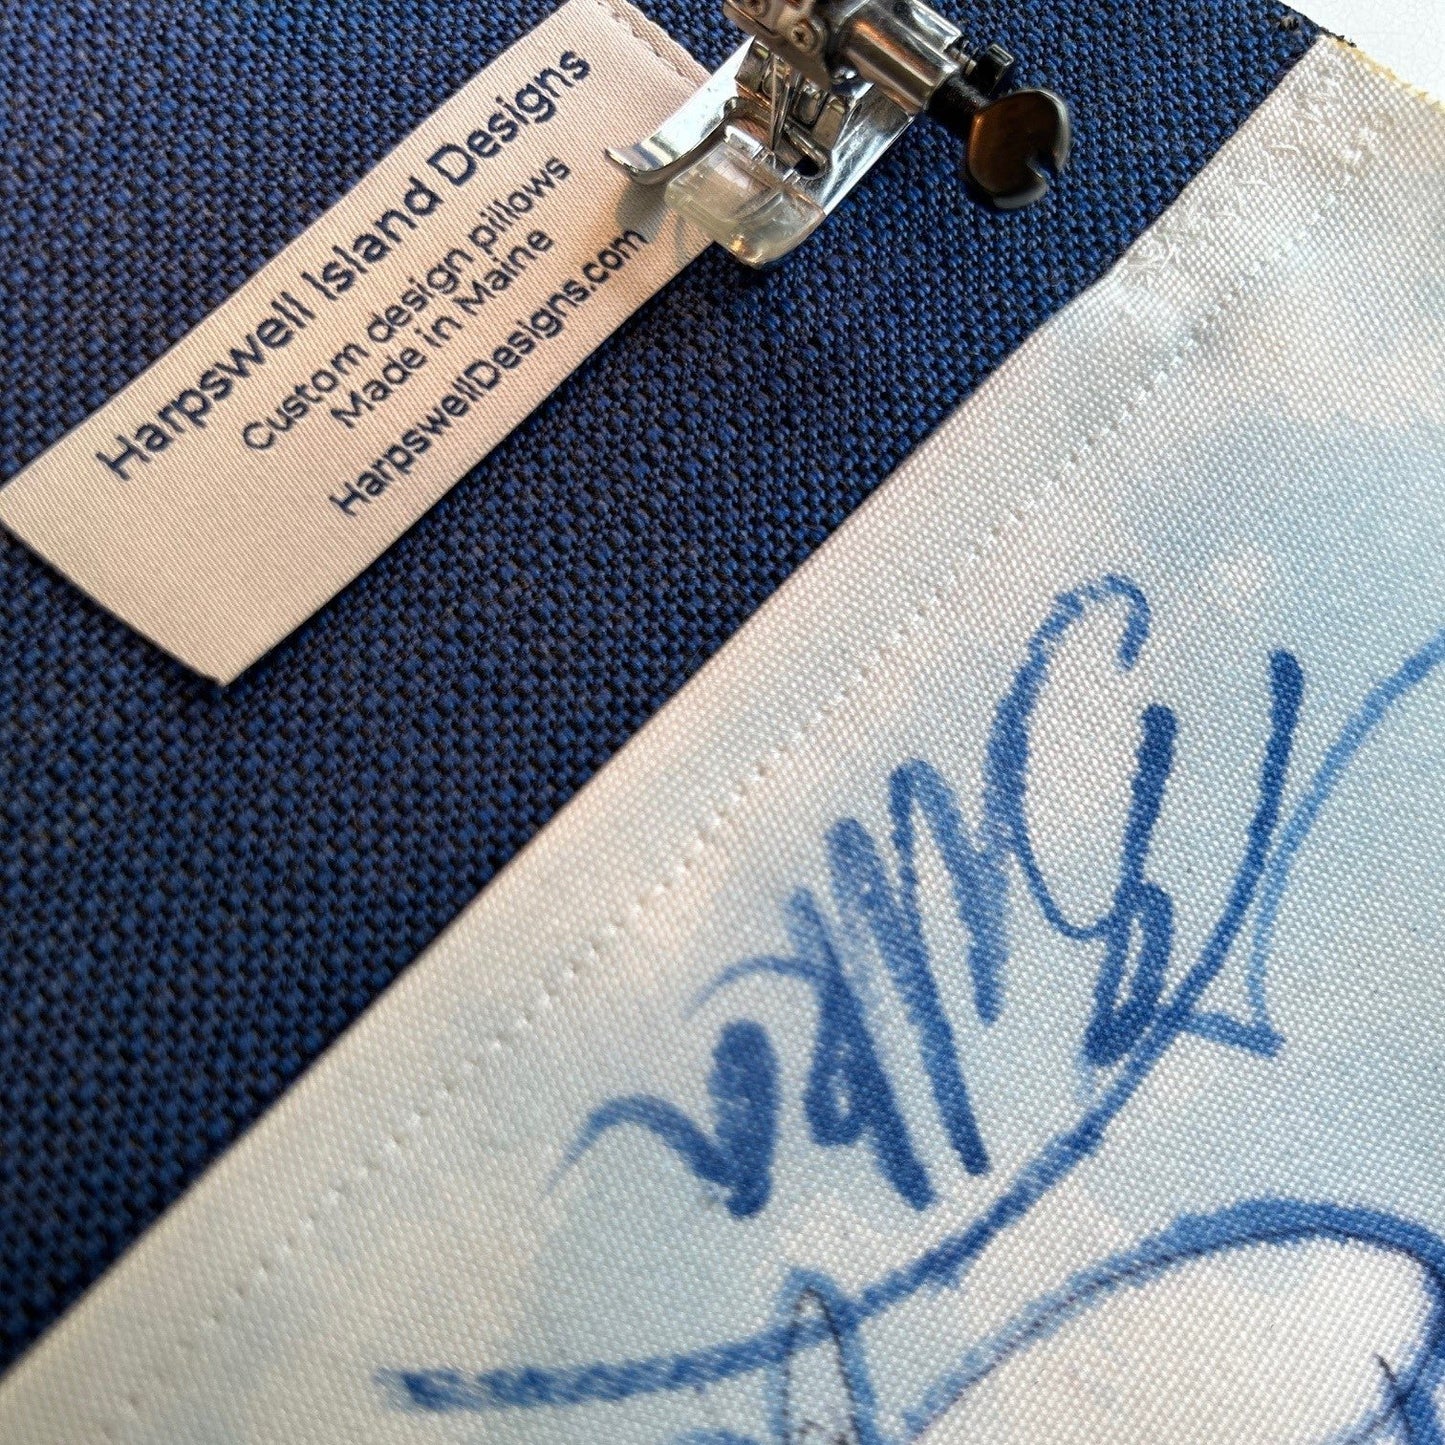 Harpswell Island Designs
Custom design pillows
Made in Maine
HarpswellDesigns.com